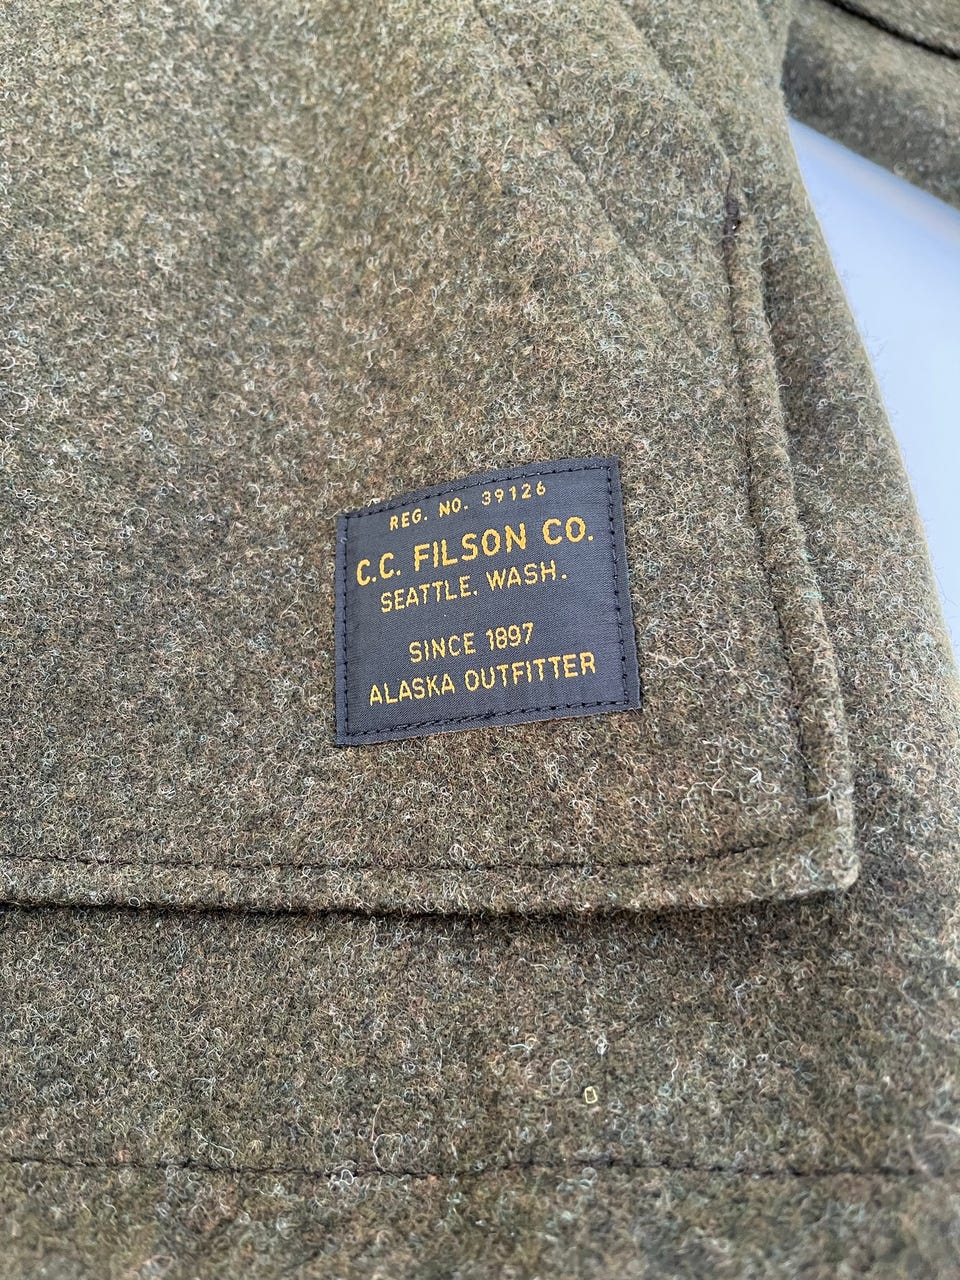 REG. NO. 39126
C.C. FILSON CO.
SEATTLE, WASH.
SINCE 1897
ALASKA OUTFITTER